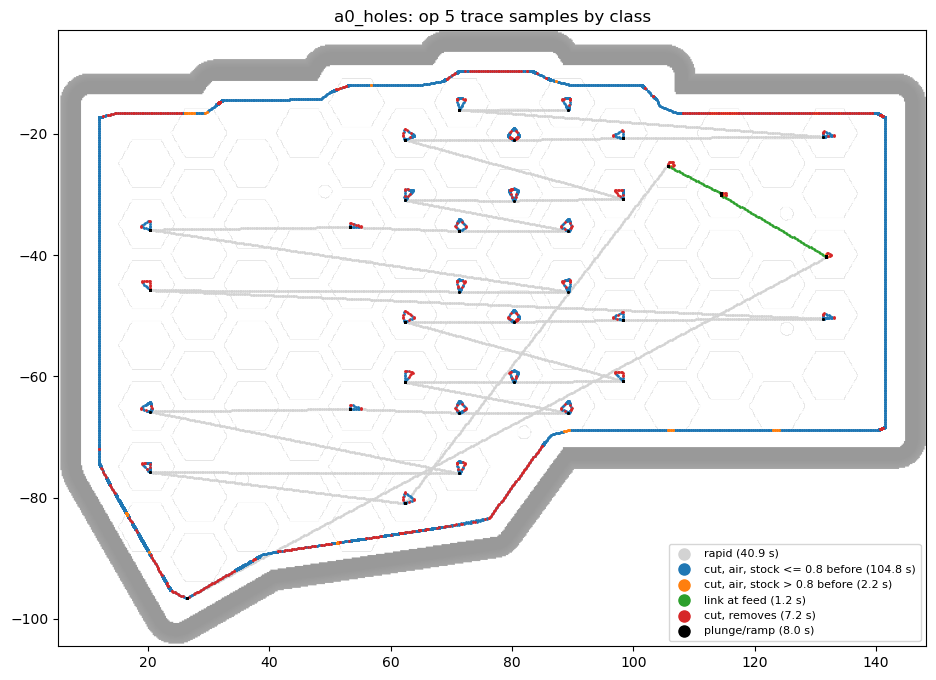 a0_holes: op 5 trace samples by class
−20
−40
−60
−80
−100
20
40
60
80
100
120
140
rapid (40.9 s)
cut, air, stock <= 0.8 before (104.8 s)
cut, air, stock > 0.8 before (2.2 s)
link at feed (1.2 s)
cut, removes (7.2 s)
plunge/ramp (8.0 s)